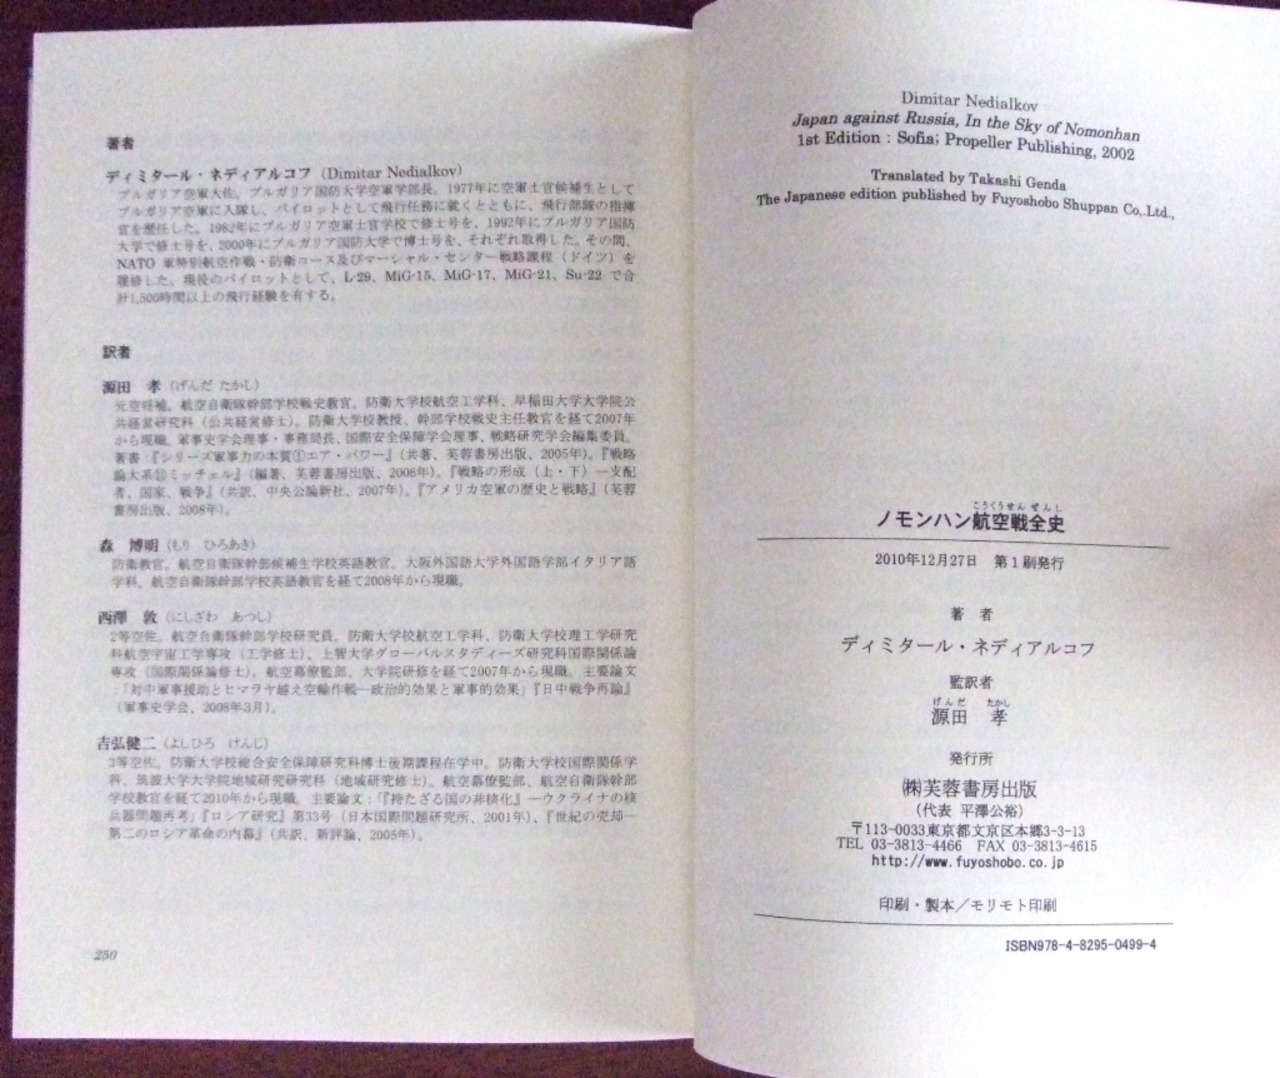 著者
ディミタール・ネディアルコフ (Dimitar Nedialkov)
ブルガリア空軍大佐。ブルガリア国防大学空軍学部長。1977年に空軍士官候補生として
ブルガリア空軍に入隊し、パイロットとして飛行任務に就くとともに、飛行部隊の指揮
官を歴任した。1982年にブルガリア空軍士官学校で修士号を、1992年にブルガリア国防
大学で修士号を、2000年にブルガリア国防大学で博士号を、それぞれ取得した。その間、
NATO 軍特別航空作戦・防衛コース及びマーシャル・センター戦略課程（ドイツ）を
履修した。現役のパイロットとして、L-29、MiG-15、MiG-17、MiG-21、Su-22 で合
計1,500時間以上の飛行経験を有する。
訳者
源田　孝（げんだ たかし）
元空将補。航空自衛隊幹部学校戦史教官。防衛大学校航空工学科、早稲田大学大学院公
共経営研究科（公共経営修士）。防衛大学校教授、幹部学校戦史主任教官を経て2007年
から現職。軍事史学会理事・事務局長、国際安全保障学会理事、戦略研究学会編集委員。
著書：『シリーズ軍事力の本質①エア・パワー』（共著、芙蓉書房出版、2005年）。『戦略
論大系⑪ミッチェル』（編著、芙蓉書房出版、2006年）。『戦略の形成（上・下）―支配
者、国家、戦争』（共訳、中央公論新社、2007年）。『アメリカ空軍の歴史と戦略』（芙蓉
書房出版、2008年）。
森　博明（もり　ひろあき）
防衛教官。航空自衛隊幹部候補生学校英語教官。大阪外国語大学外国語学部イタリア語
学科。航空自衛隊幹部学校英語教官を経て2008年から現職。
西澤　敦（にしざわ　あつし）
2等空佐。航空自衛隊幹部学校研究員。防衛大学校航空工学科、防衛大学校理工学研究
科航空宇宙工学専攻（工学修士）、上智大学グローバルスタディーズ研究科国際関係論
専攻（国際関係論修士）。航空幕僚監部、大学院研修を経て2007年から現職。主要論文
：「対中軍事援助とヒマラヤ越え空輸作戦―政治的効果と軍事的効果」『日中戦争再論』
（軍事史学会、2008年3月）。
吉弘健二（よしひろ　けんじ）
3等空佐。防衛大学校総合安全保障研究科博士後期課程在学中。防衛大学校国際関係学
科、筑波大学大学院地域研究研究科（地域研究修士）。航空幕僚監部、航空自衛隊幹部
学校教官を経て2010年から現職。主要論文：「『持たざる国の非核化』―ウクライナの核
兵器問題再考」『ロシア研究』第33号（日本国際問題研究所、2001年）、『世紀の売却―
第二のロシア革命の内幕』（共訳、新評論、2005年）。
250
Dimitar Nedialkov
Japan against Russia, In the Sky of Nomonhan
1st Edition : Sofia; Propeller Publishing, 2002
Translated by Takashi Genda
The Japanese edition published by Fuyoshobo Shuppan Co,.Ltd.,
こうくうせん ぜんし
ノモンハン航空戦全史
2010年12月27日　第1刷発行
著　者
ディミタール・ネディアルコフ
監訳者
げんだ　たかし
源田　孝
発行所
㈱芙蓉書房出版
（代表 平澤公裕）
〒113-0033東京都文京区本郷3-3-13
TEL 03-3813-4466　FAX 03-3813-4615
http://www.fuyoshobo.co.jp
印刷・製本／モリモト印刷
ISBN978-4-8295-0499-4